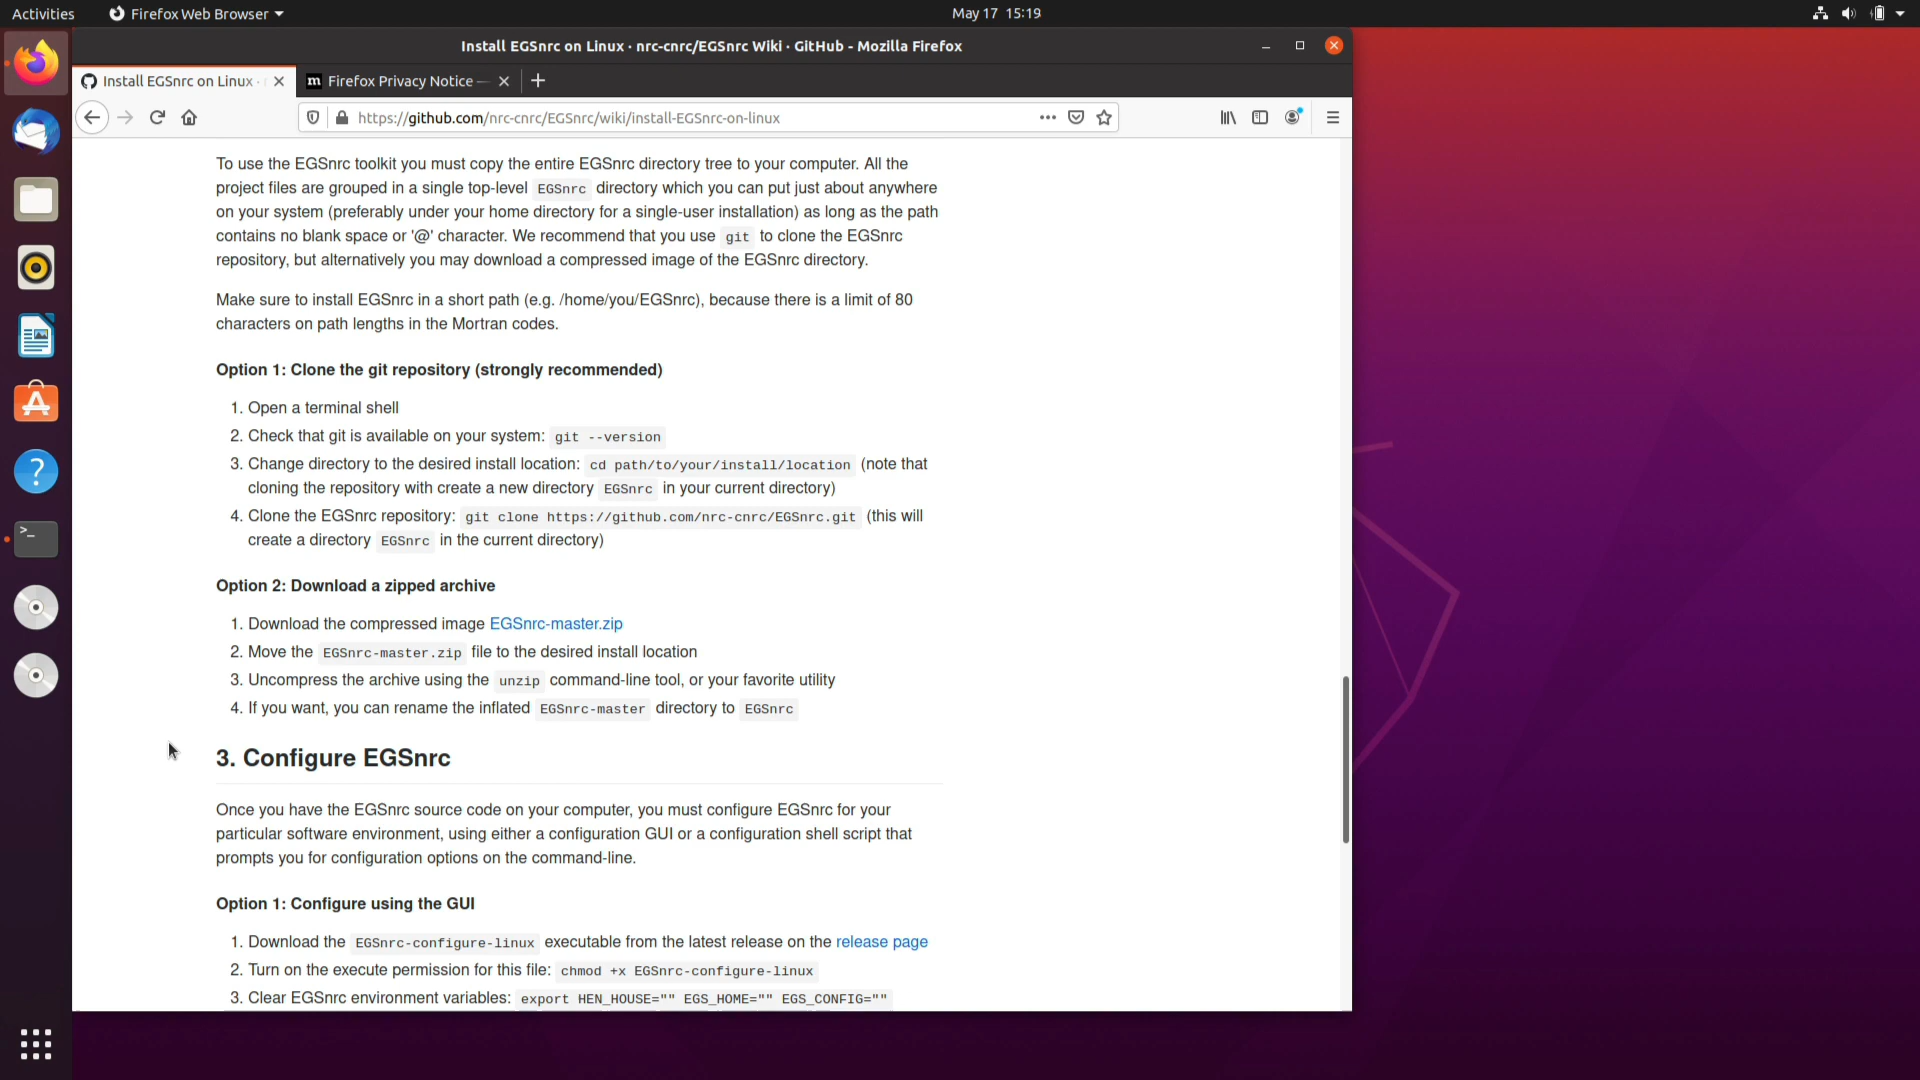 Activities Firefox Web Browser May 17 15:19
Install EGSnrc on Linux · nrc-cnrc/EGSnrc Wiki · GitHub - Mozilla Firefox
Install EGSnrc on Linux · Firefox Privacy Notice —
https://github.com/nrc-cnrc/EGSnrc/wiki/install-EGSnrc-on-linux
To use the EGSnrc toolkit you must copy the entire EGSnrc directory tree to your computer. All the
project files are grouped in a single top-level EGSnrc directory which you can put just about anywhere
on your system (preferably under your home directory for a single-user installation) as long as the path
contains no blank space or '@' character. We recommend that you use git to clone the EGSnrc
repository, but alternatively you may download a compressed image of the EGSnrc directory.
Make sure to install EGSnrc in a short path (e.g. /home/you/EGSnrc), because there is a limit of 80
characters on path lengths in the Mortran codes.
Option 1: Clone the git repository (strongly recommended)
1. Open a terminal shell
2. Check that git is available on your system: git --version
3. Change directory to the desired install location: cd path/to/your/install/location (note that
cloning the repository with create a new directory EGSnrc in your current directory)
4. Clone the EGSnrc repository: git clone https://github.com/nrc-cnrc/EGSnrc.git (this will
create a directory EGSnrc in the current directory)
Option 2: Download a zipped archive
1. Download the compressed image EGSnrc-master.zip
2. Move the EGSnrc-master.zip file to the desired install location
3. Uncompress the archive using the unzip command-line tool, or your favorite utility
4. If you want, you can rename the inflated EGSnrc-master directory to EGSnrc
3. Configure EGSnrc
Once you have the EGSnrc source code on your computer, you must configure EGSnrc for your
particular software environment, using either a configuration GUI or a configuration shell script that
prompts you for configuration options on the command-line.
Option 1: Configure using the GUI
1. Download the EGSnrc-configure-linux executable from the latest release on the release page
2. Turn on the execute permission for this file: chmod +x EGSnrc-configure-linux
3. Clear EGSnrc environment variables: export HEN_HOUSE="" EGS_HOME="" EGS_CONFIG=""